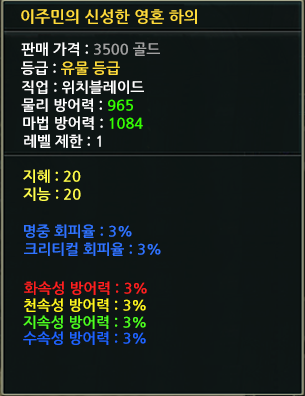 이주민의 신성한 영혼 하의
판매 가격 : 3500 골드
등급 : 유물 등급
직업 : 위치블레이드
물리 방어력 : 965
마법 방어력 : 1084
레벨 제한 : 1
지혜 : 20
지능 : 20
명중 회피율 : 3%
크리티컬 회피율 : 3%
화속성 방어력 : 3%
천속성 방어력 : 3%
지속성 방어력 : 3%
수속성 방어력 : 3%